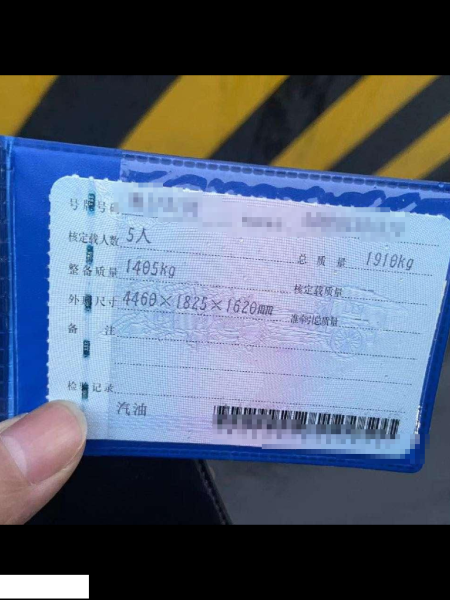 号牌号码
核定载人数 5人 总质量 1910kg
整备质量 1405kg 核定载质量
外廓尺寸 4460×1825×1620mm 准牵引总质量
备注
检验记录
汽油